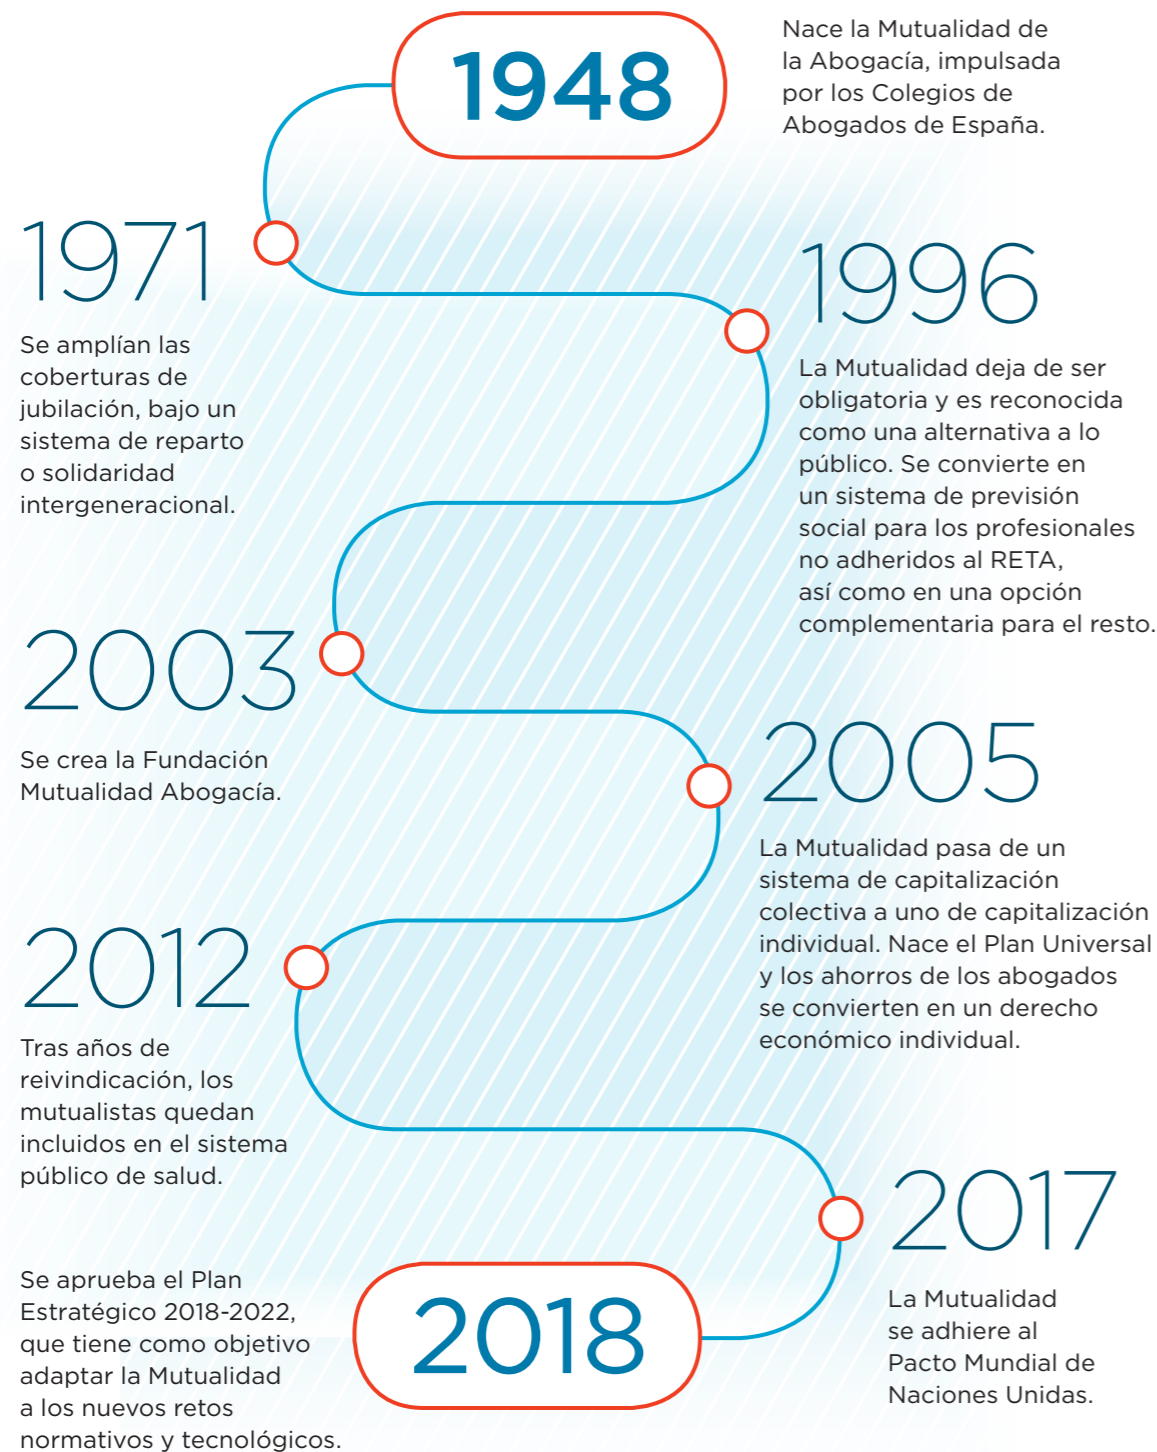 1948
Nace la Mutualidad de
la Abogacía, impulsada
por los Colegios de
Abogados de España.
1971
Se amplían las
coberturas de
jubilación, bajo un
sistema de reparto
o solidaridad
intergeneracional.
1996
La Mutualidad deja de ser
obligatoria y es reconocida
como una alternativa a lo
público. Se convierte en
un sistema de previsión
social para los profesionales
no adheridos al RETA,
así como en una opción
complementaria para el resto.
2003
Se crea la Fundación
Mutualidad Abogacía.
2005
La Mutualidad pasa de un
sistema de capitalización
colectiva a uno de capitalización
individual. Nace el Plan Universal
y los ahorros de los abogados
se convierten en un derecho
económico individual.
2012
Tras años de
reivindicación, los
mutualistas quedan
incluidos en el sistema
público de salud.
2017
La Mutualidad
se adhiere al
Pacto Mundial de
Naciones Unidas.
2018
Se aprueba el Plan
Estratégico 2018-2022,
que tiene como objetivo
adaptar la Mutualidad
a los nuevos retos
normativos y tecnológicos.